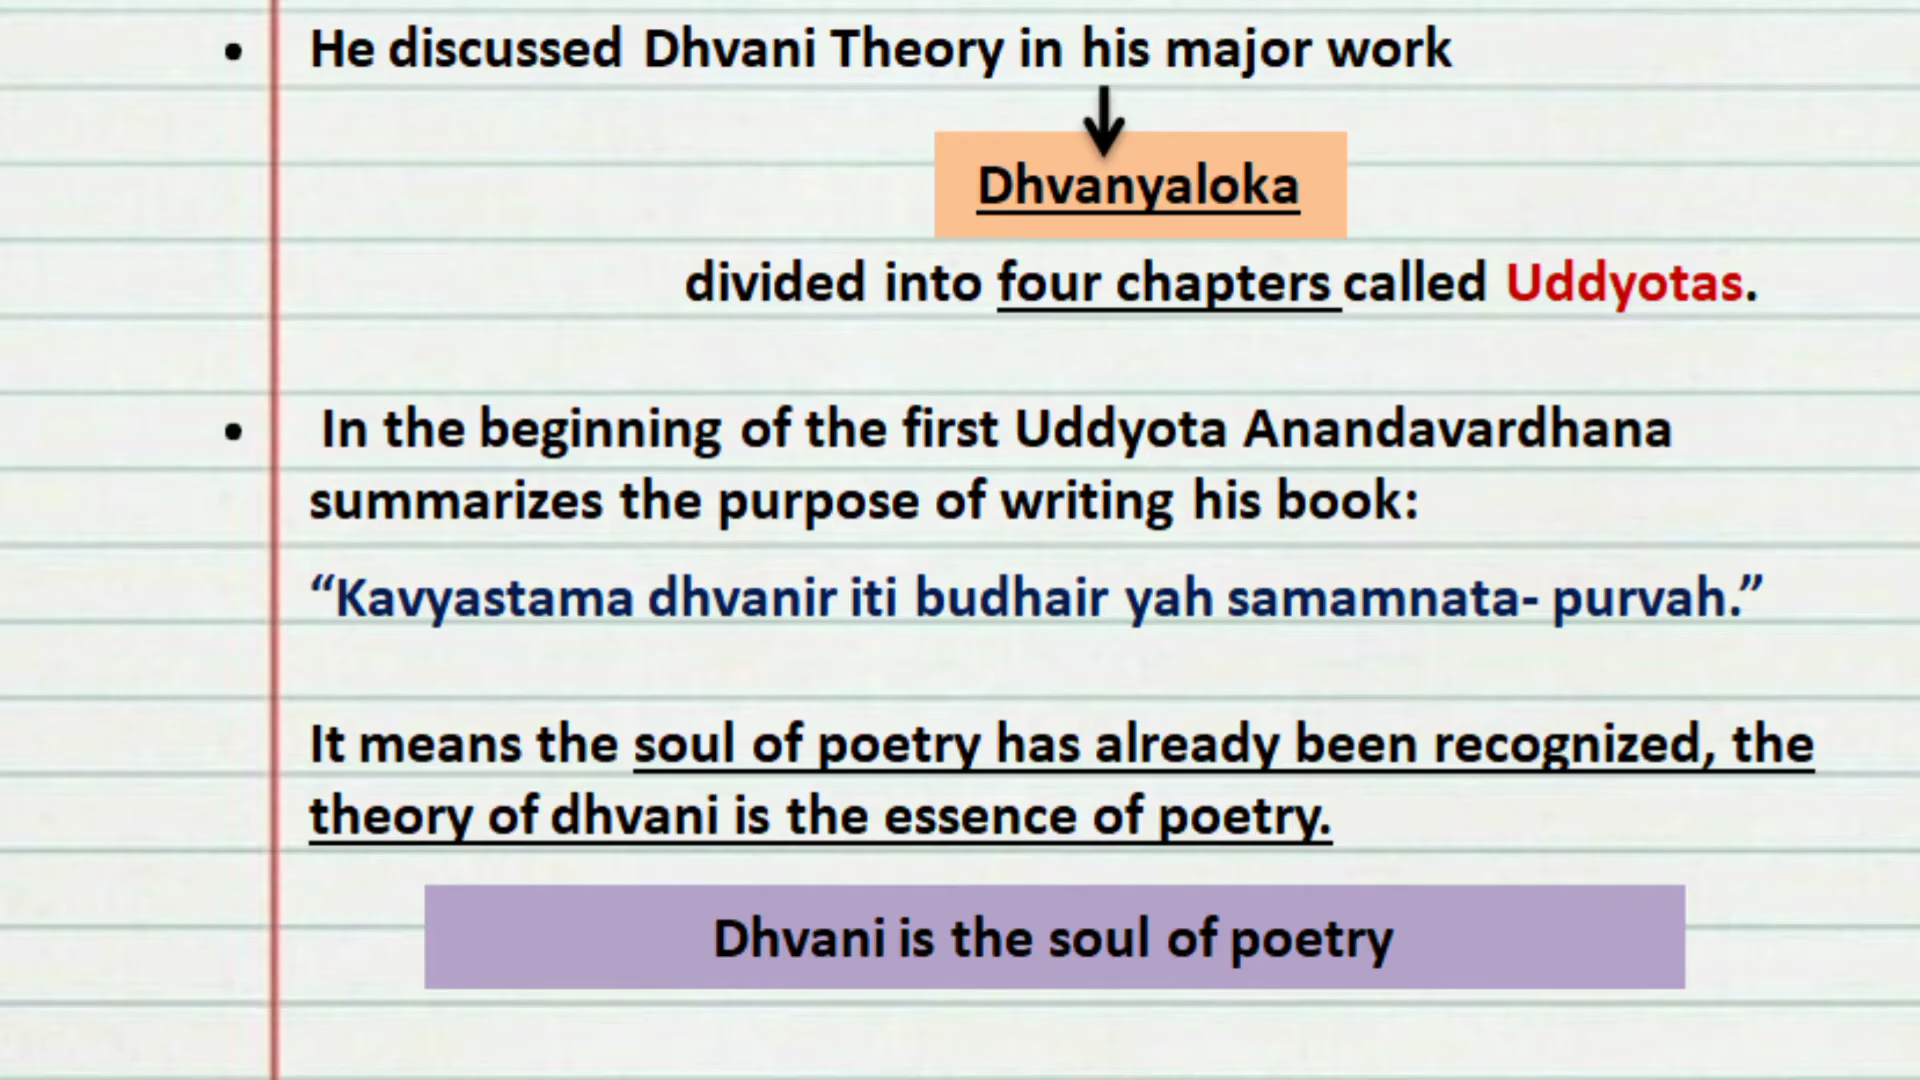 • He discussed Dhvani Theory in his major work
Dhvanyaloka
divided into four chapters called Uddyotas.
• In the beginning of the first Uddyota Anandavardhana
summarizes the purpose of writing his book:
“Kavyastama dhvanir iti budhair yah samamnata- purvah.”
It means the soul of poetry has already been recognized, the
theory of dhvani is the essence of poetry.
Dhvani is the soul of poetry